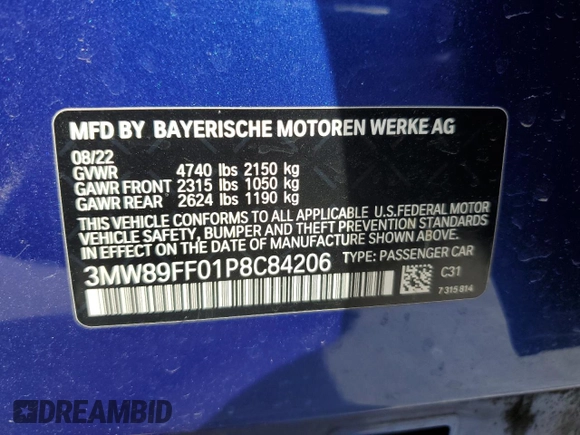 MFD BY BAYERISCHE MOTOREN WERKE AG
08/22
GVWR 4740 lbs 2150 kg
GAWR FRONT 2315 lbs 1050 kg
GAWR REAR 2624 lbs 1190 kg
THIS VEHICLE CONFORMS TO ALL APPLICABLE U.S.FEDERAL MOTOR
VEHICLE SAFETY, BUMPER, AND THEFT PREVENTION STANDARDS
IN EFFECT ON THE DATE OF MANUFACTURE SHOWN ABOVE.
3MW89FF01P8C84206 TYPE: PASSENGER CAR
C31
7315814
DREAMBID